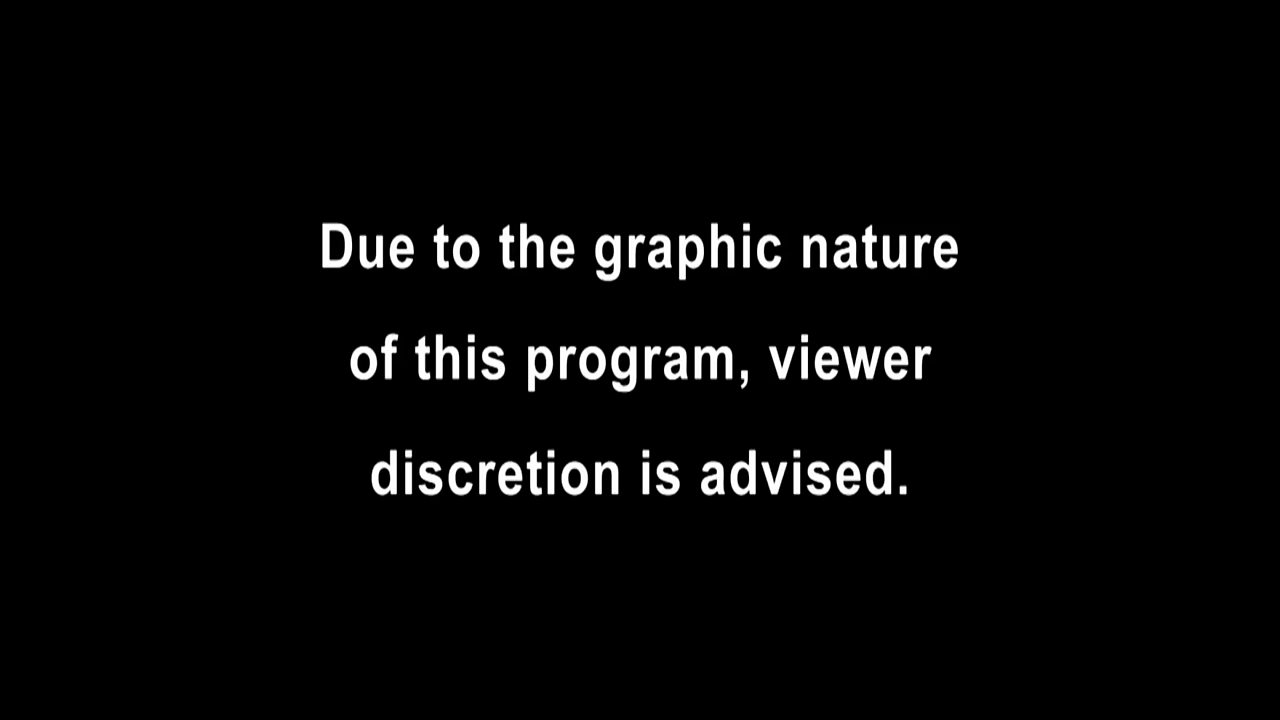 Due to the graphic nature
of this program, viewer
discretion is advised.